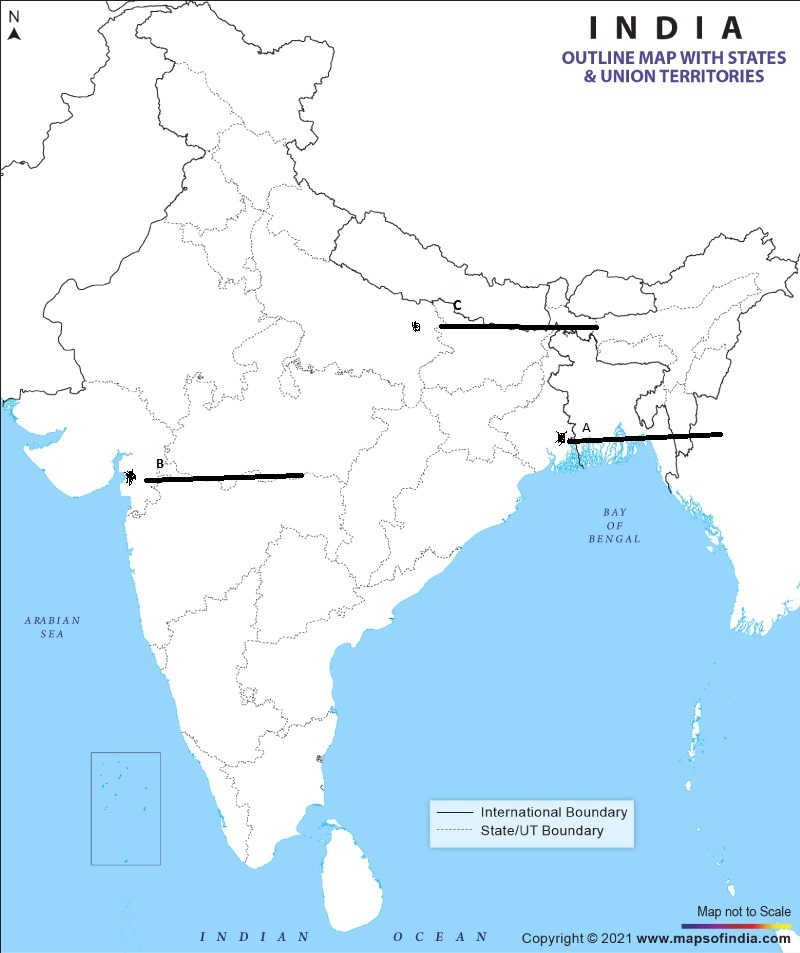 N
INDIA
OUTLINE MAP WITH STATES
& UNION TERRITORIES
C
A
B
BAY
OF
BENGAL
ARABIAN
SEA
International Boundary
State/UT Boundary
Map not to Scale
INDIAN OCEAN
Copyright © 2021 www.mapsofindia.com